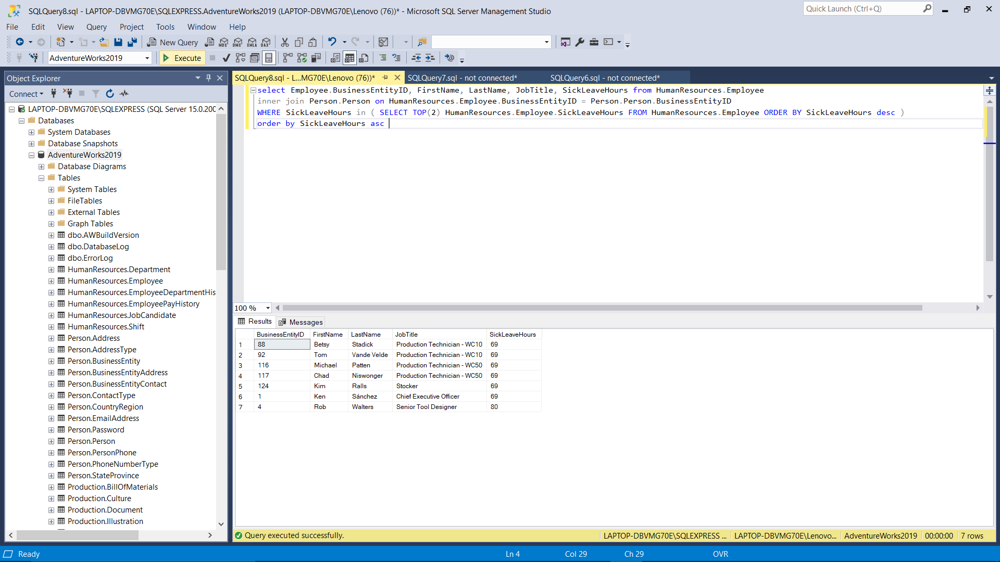 SQLQuery8.sql - LAPTOP-DBVMG70E\SQLEXPRESS.AdventureWorks2019 (LAPTOP-DBVMG70E\Lenovo (76))* - Microsoft SQL Server Management Studio
Quick Launch (Ctrl+Q)
File Edit View Query Project Tools Window Help
New Query MDX DMX XMLA DAX
AdventureWorks2019 Execute
Object Explorer
Connect
LAPTOP-DBVMG70E\SQLEXPRESS (SQL Server 15.0.200
Databases
System Databases
Database Snapshots
AdventureWorks2019
Database Diagrams
Tables
System Tables
FileTables
External Tables
Graph Tables
dbo.AWBuildVersion
dbo.DatabaseLog
dbo.ErrorLog
HumanResources.Department
HumanResources.Employee
HumanResources.EmployeeDepartmentHis
HumanResources.EmployeePayHistory
HumanResources.JobCandidate
HumanResources.Shift
Person.Address
Person.AddressType
Person.BusinessEntity
Person.BusinessEntityAddress
Person.BusinessEntityContact
Person.ContactType
Person.CountryRegion
Person.EmailAddress
Person.Password
Person.Person
Person.PersonPhone
Person.PhoneNumberType
Person.StateProvince
Production.BillOfMaterials
Production.Culture
Production.Document
Production.Illustration
SQLQuery8.sql - L...MG70E\Lenovo (76))* SQLQuery7.sql - not connected* SQLQuery6.sql - not connected*
select Employee.BusinessEntityID, FirstName, LastName, JobTitle, SickLeaveHours from HumanResources.Employee
inner join Person.Person on HumanResources.Employee.BusinessEntityID = Person.Person.BusinessEntityID
WHERE SickLeaveHours in ( SELECT TOP(2) HumanResources.Employee.SickLeaveHours FROM HumanResources.Employee ORDER BY SickLeaveHours desc )
order by SickLeaveHours asc
100 %
Results Messages
BusinessEntityID FirstName LastName JobTitle SickLeaveHours
1 88 Betsy Stadick Production Technician - WC10 69
2 92 Tom Vande Velde Production Technician - WC10 69
3 116 Michael Patten Production Technician - WC50 69
4 117 Chad Niswonger Production Technician - WC50 69
5 124 Kim Ralls Stocker 69
6 1 Ken Sánchez Chief Executive Officer 69
7 4 Rob Walters Senior Tool Designer 80
Query executed successfully. LAPTOP-DBVMG70E\SQLEXPRESS ... LAPTOP-DBVMG70E\Lenovo... AdventureWorks2019 00:00:00 7 rows
Ready Ln 4 Col 29 Ch 29 OVR